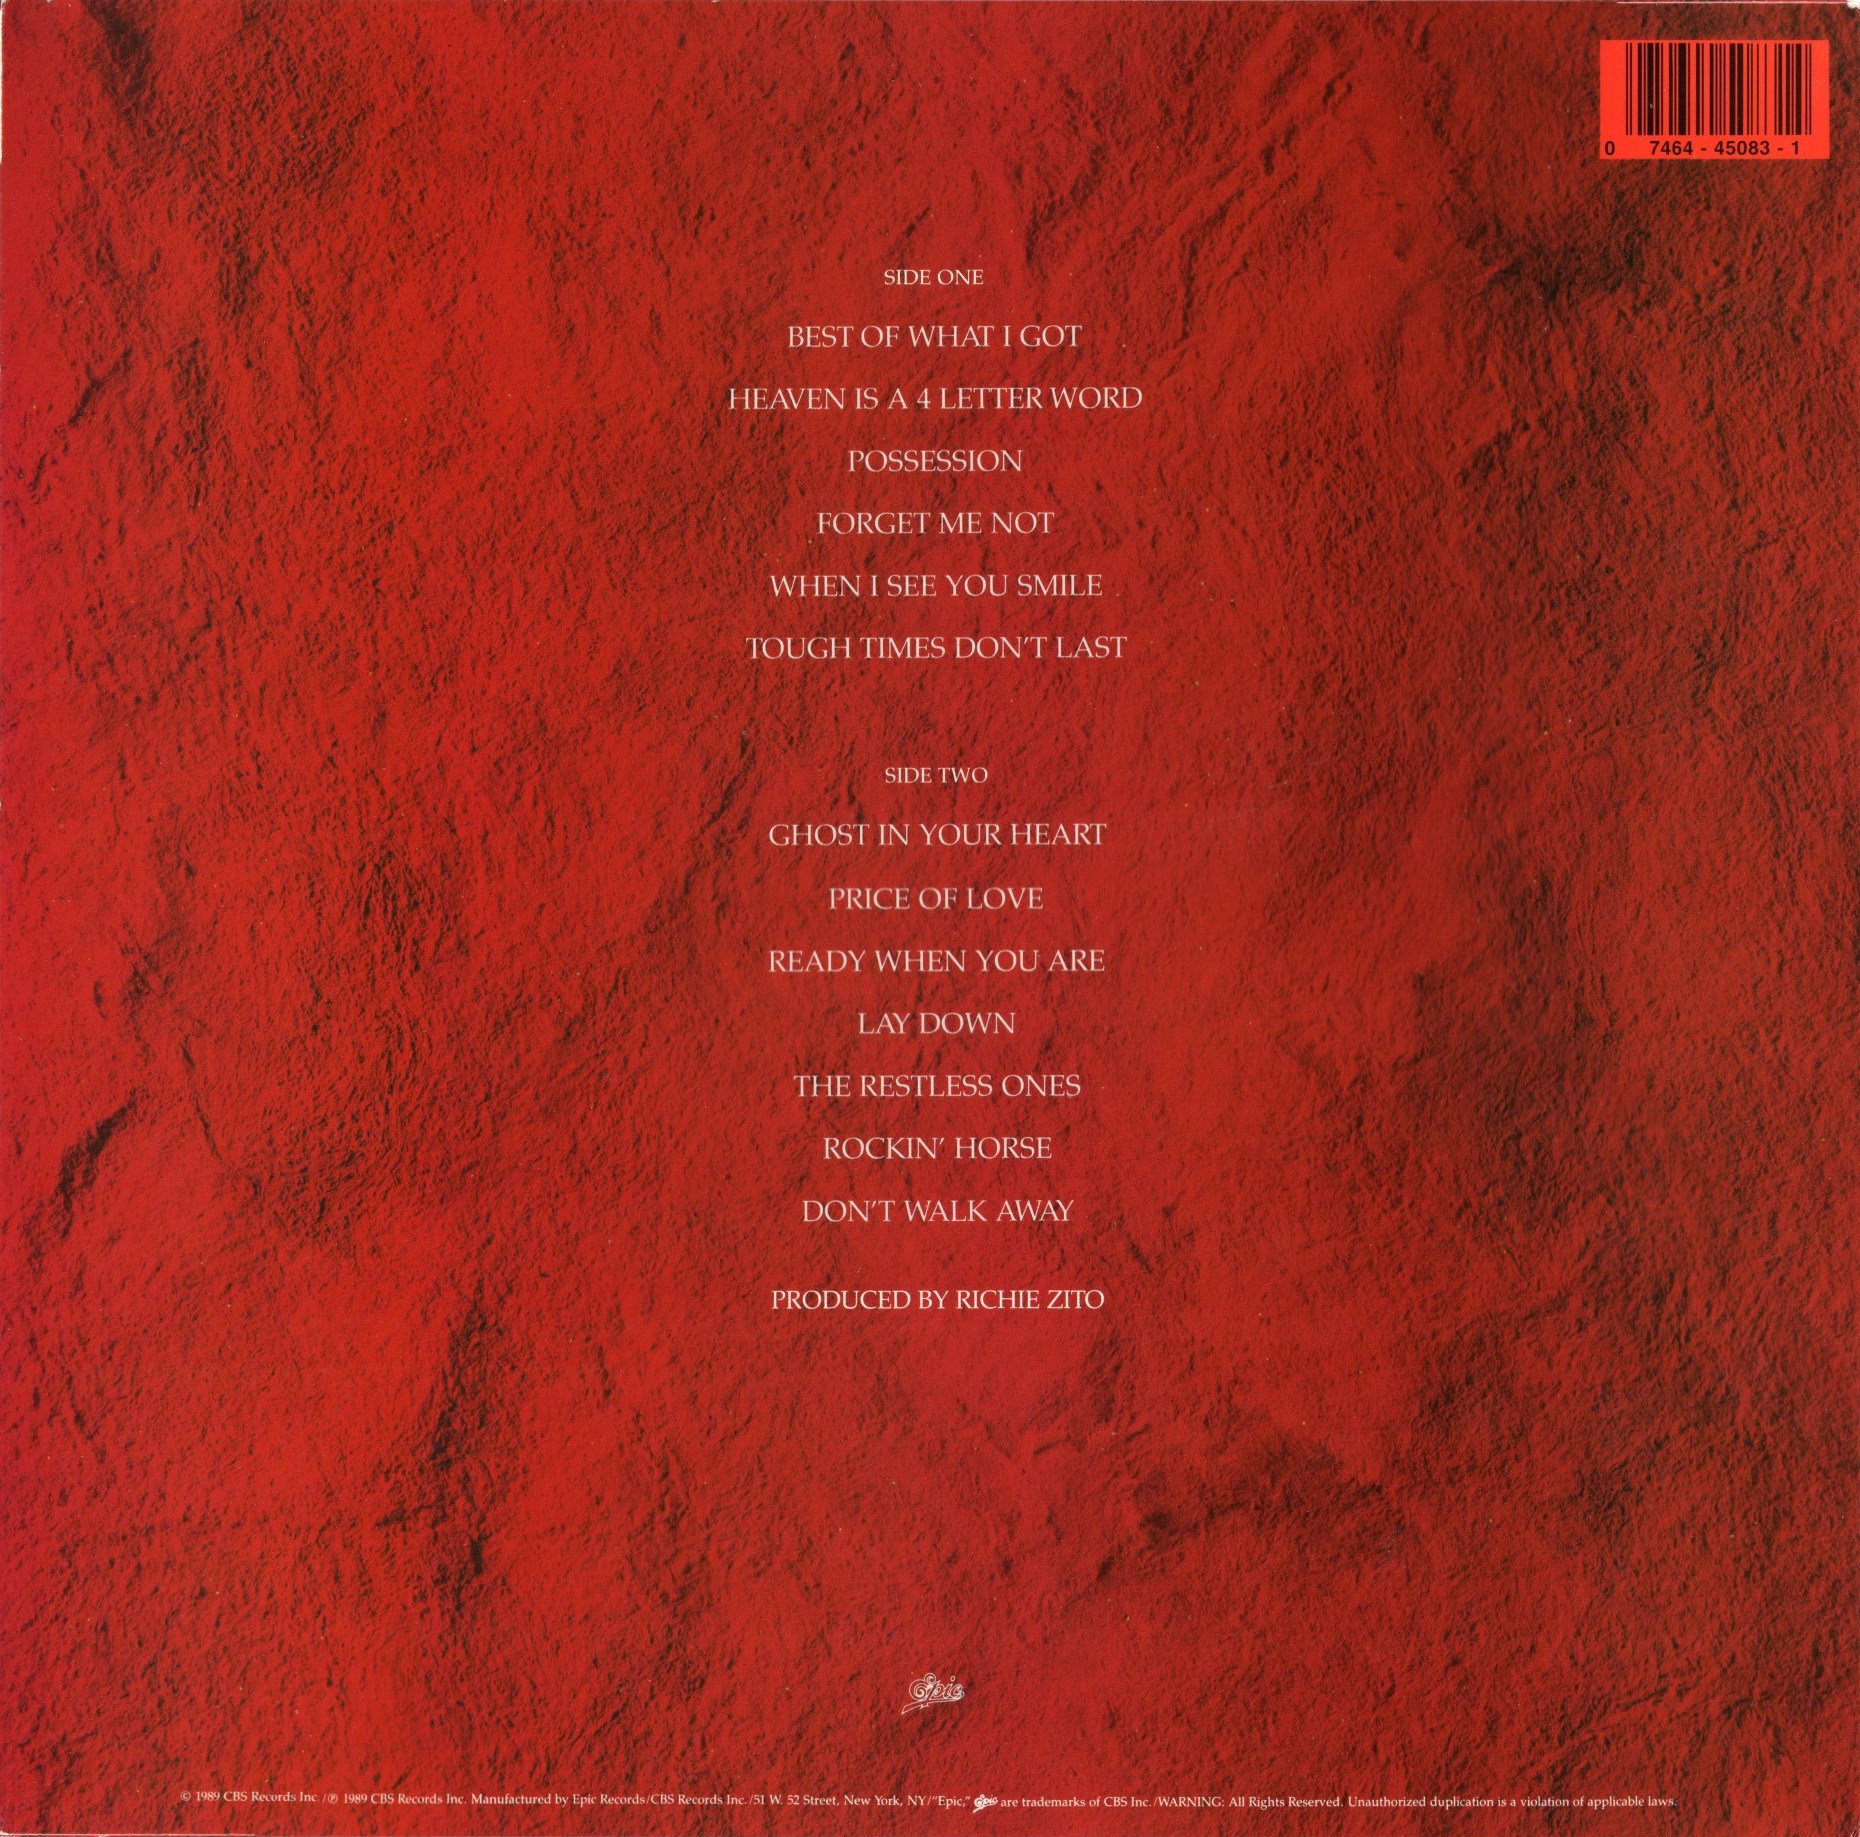 0 7464 - 45083 - 1
SIDE ONE
BEST OF WHAT I GOT
HEAVEN IS A 4 LETTER WORD
POSSESSION
FORGET ME NOT
WHEN I SEE YOU SMILE
TOUGH TIMES DON'T LAST
SIDE TWO
GHOST IN YOUR HEART
PRICE OF LOVE
READY WHEN YOU ARE
LAY DOWN
THE RESTLESS ONES
ROCKIN' HORSE
DON'T WALK AWAY
PRODUCED BY RICHIE ZITO
Epic
© 1989 CBS Records Inc./℗ 1989 CBS Records Inc. Manufactured by Epic Records/CBS Records Inc./51 W. 52 Street, New York, NY/"Epic," Epic are trademarks of CBS Inc./WARNING: All Rights Reserved. Unauthorized duplication is a violation of applicable laws.